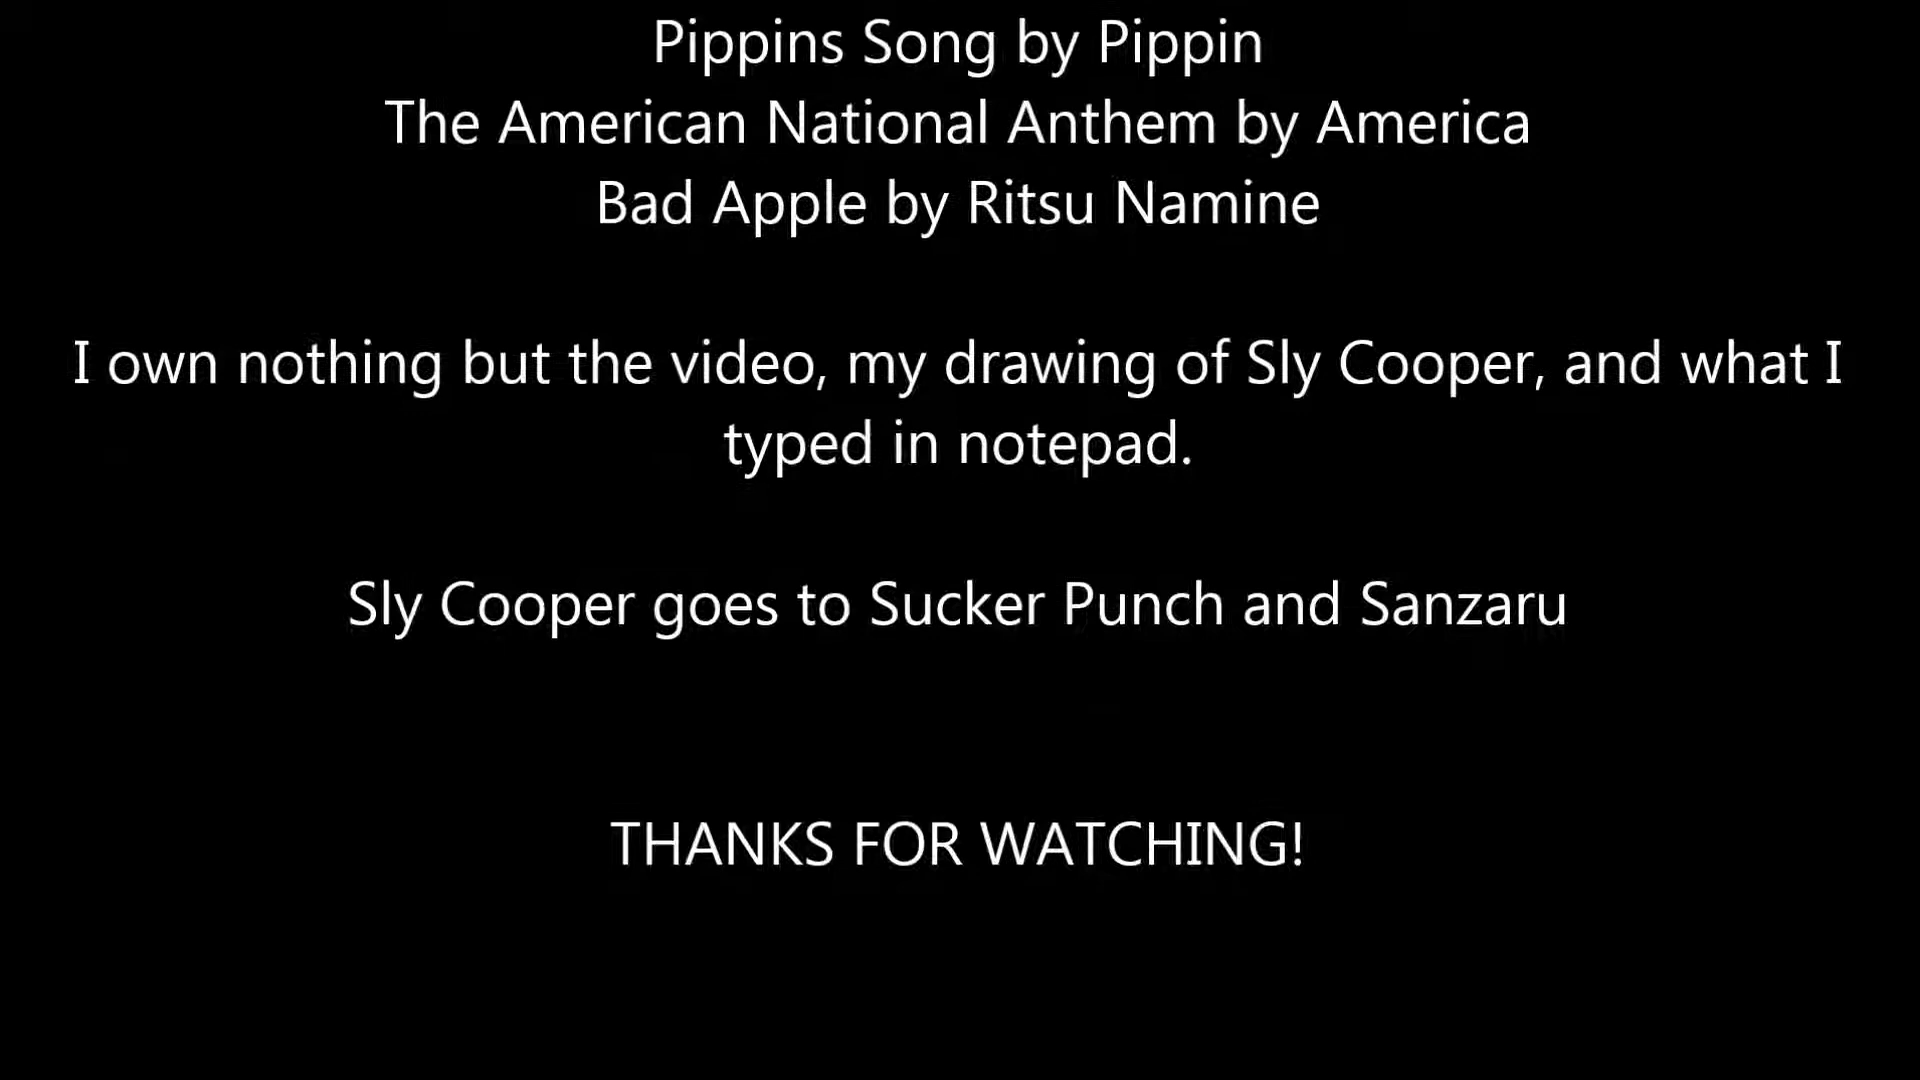 Pippins Song by Pippin
The American National Anthem by America
Bad Apple by Ritsu Namine
I own nothing but the video, my drawing of Sly Cooper, and what I
typed in notepad.
Sly Cooper goes to Sucker Punch and Sanzaru
THANKS FOR WATCHING!